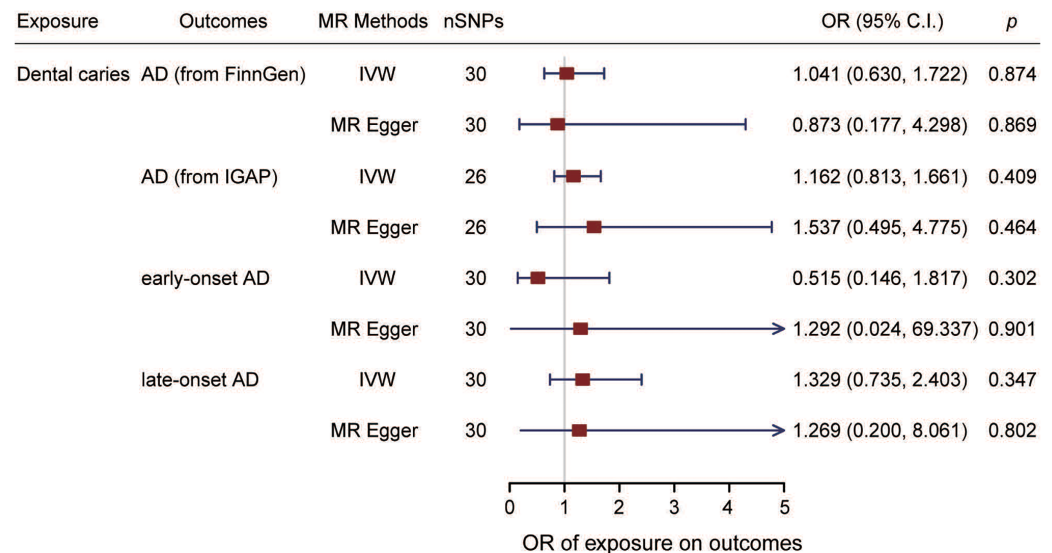 Exposure Outcomes MR Methods nSNPs OR (95% C.I.) p
Dental caries AD (from FinnGen) IVW 30 1.041 (0.630, 1.722) 0.874
MR Egger 30 0.873 (0.177, 4.298) 0.869
AD (from IGAP) IVW 26 1.162 (0.813, 1.661) 0.409
MR Egger 26 1.537 (0.495, 4.775) 0.464
early-onset AD IVW 30 0.515 (0.146, 1.817) 0.302
MR Egger 30 1.292 (0.024, 69.337) 0.901
late-onset AD IVW 30 1.329 (0.735, 2.403) 0.347
MR Egger 30 1.269 (0.200, 8.061) 0.802
0 1 2 3 4 5
OR of exposure on outcomes